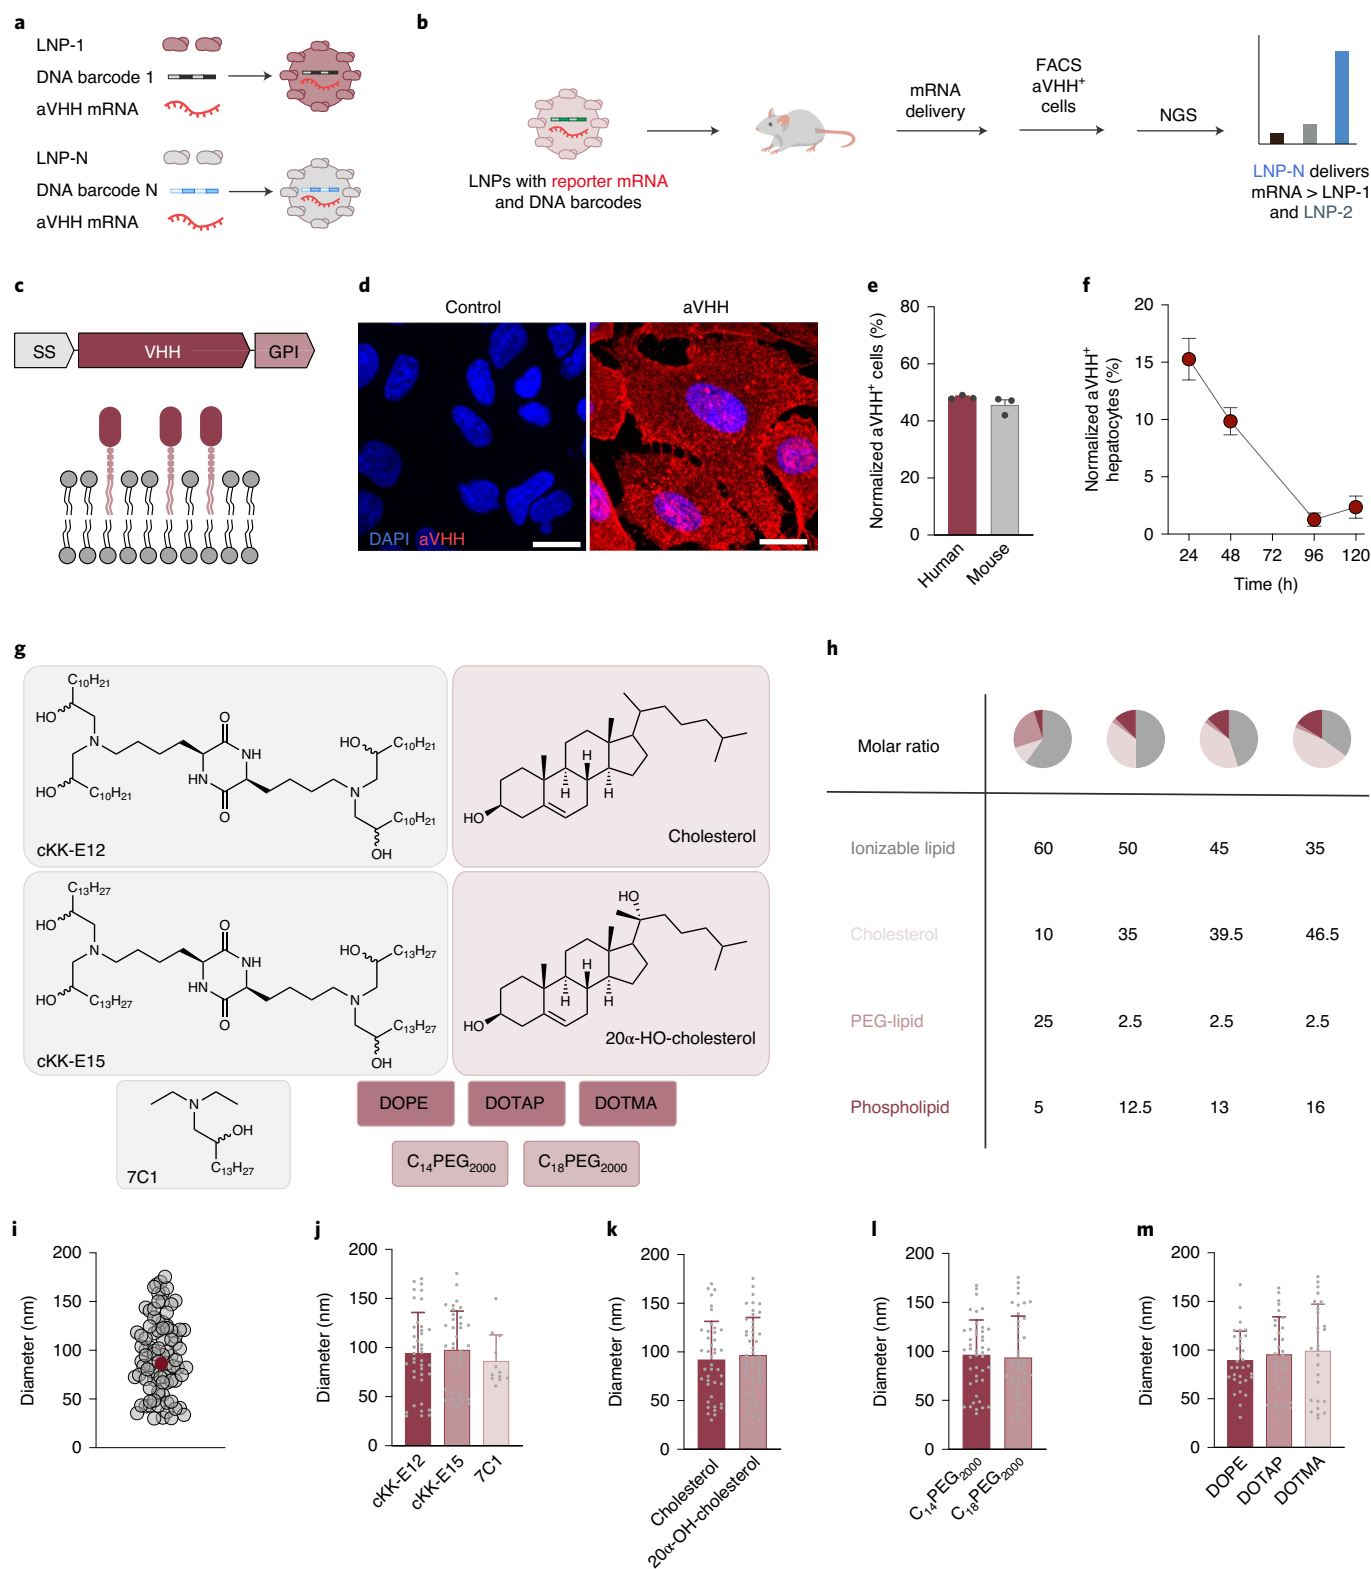 a
LNP-1
DNA barcode 1
aVHH mRNA
LNP-N
DNA barcode N
aVHH mRNA
b
LNPs with reporter mRNA
and DNA barcodes
mRNA
delivery
FACS
aVHH⁺
cells
NGS
LNP-N delivers
mRNA > LNP-1
and LNP-2
c
SS
VHH
GPI
d
Control
aVHH
DAPI aVHH
e
Normalized aVHH⁺ cells (%)
80
60
40
20
0
Human
Mouse
f
Normalized aVHH⁺
hepatocytes (%)
20
15
10
5
0
24 48 72 96 120
Time (h)
g
C₁₀H₂₁
HO
N
HO
C₁₀H₂₁
O
NH
HN
O
HO
C₁₀H₂₁
N
C₁₀H₂₁
OH
cKK-E12
H
H
H
HO
Cholesterol
C₁₃H₂₇
HO
N
HO
C₁₃H₂₇
O
NH
HN
O
HO
C₁₃H₂₇
N
C₁₃H₂₇
OH
cKK-E15
HO
H
H
H
HO
20α-HO-cholesterol
N
OH
C₁₃H₂₇
7C1
DOPE
DOTAP
DOTMA
C₁₄PEG₂₀₀₀
C₁₈PEG₂₀₀₀
h
Molar ratio
Ionizable lipid 60 50 45 35
Cholesterol 10 35 39.5 46.5
PEG-lipid 25 2.5 2.5 2.5
Phospholipid 5 12.5 13 16
i
Diameter (nm)
200
150
100
50
0
j
Diameter (nm)
200
150
100
50
0
cKK-E12
cKK-E15
7C1
k
Diameter (nm)
200
150
100
50
0
Cholesterol
20α-OH-cholesterol
l
Diameter (nm)
200
150
100
50
0
C₁₄PEG₂₀₀₀
C₁₈PEG₂₀₀₀
m
Diameter (nm)
200
150
100
50
0
DOPE
DOTAP
DOTMA